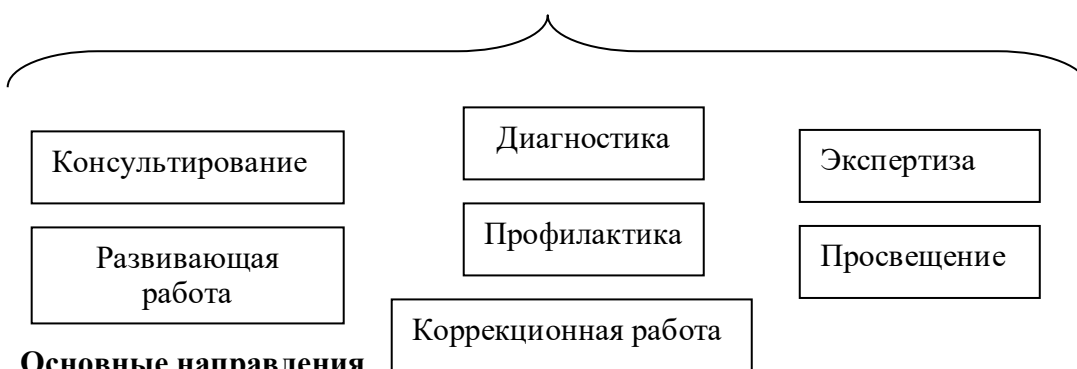 Консультирование
Развивающая
работа
Диагностика
Профилактика
Коррекционная работа
Экспертиза
Просвещение
Основные направления